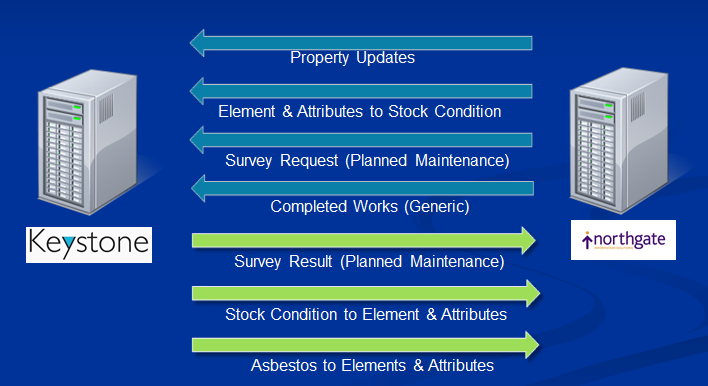 Property Updates
Element & Attributes to Stock Condition
Survey Request (Planned Maintenance)
Completed Works (Generic)
Keystone
northgate
Survey Result (Planned Maintenance)
Stock Condition to Element & Attributes
Asbestos to Elements & Attributes